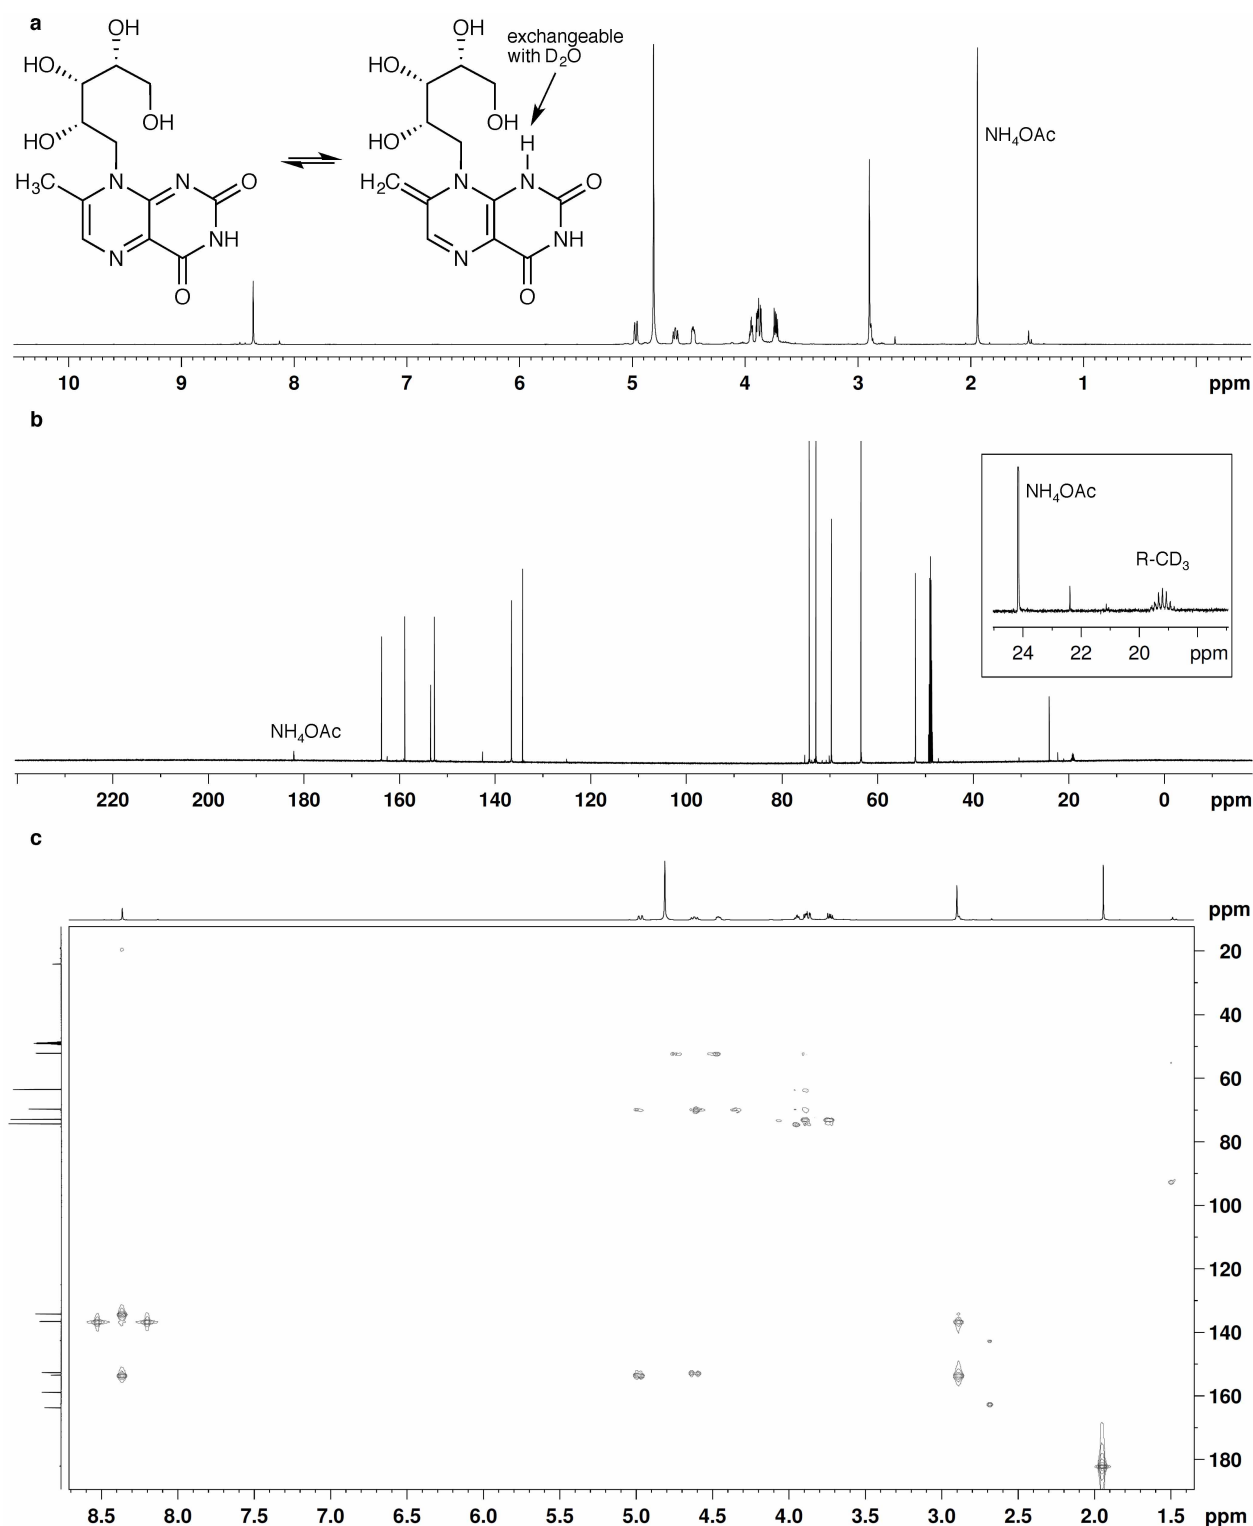 a
OH
HO
HO
OH
H3C
N
N
O
N
NH
O
OH
HO
HO
OH
exchangeable
with D2O
H
H2C
N
N
O
N
NH
O
NH4OAc
10 9 8 7 6 5 4 3 2 1 ppm
b
NH4OAc
NH4OAc
R-CD3
24 22 20 ppm
220 200 180 160 140 120 100 80 60 40 20 0 ppm
c
ppm
20
40
60
80
100
120
140
160
180
8.5 8.0 7.5 7.0 6.5 6.0 5.5 5.0 4.5 4.0 3.5 3.0 2.5 2.0 1.5 ppm